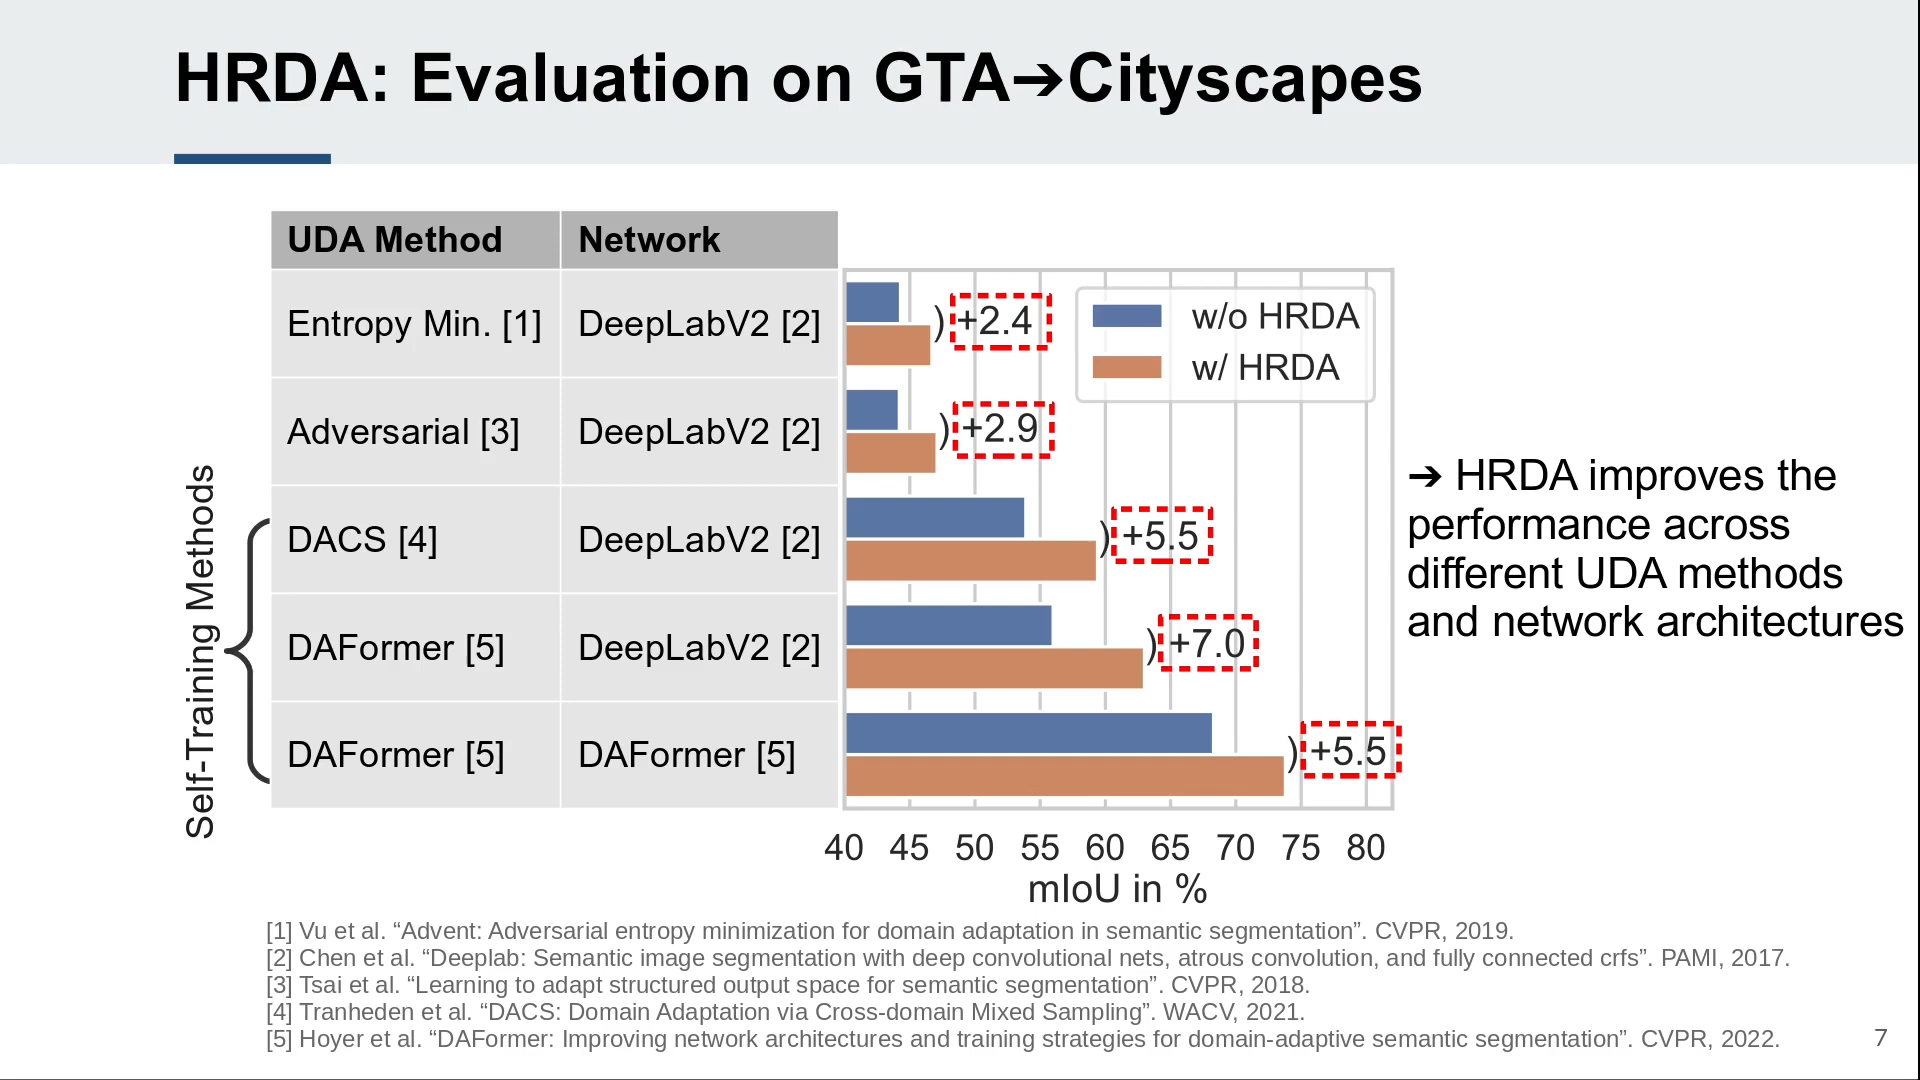 HRDA: Evaluation on GTA➔Cityscapes
UDA Method Network
Entropy Min. [1] DeepLabV2 [2] ) +2.4
w/o HRDA
w/ HRDA
Adversarial [3] DeepLabV2 [2] ) +2.9
DACS [4] DeepLabV2 [2] ) +5.5
DAFormer [5] DeepLabV2 [2] ) +7.0
DAFormer [5] DAFormer [5] ) +5.5
Self-Training Methods
40 45 50 55 60 65 70 75 80
mIoU in %
➔ HRDA improves the
performance across
different UDA methods
and network architectures
[1] Vu et al. “Advent: Adversarial entropy minimization for domain adaptation in semantic segmentation”. CVPR, 2019.
[2] Chen et al. “Deeplab: Semantic image segmentation with deep convolutional nets, atrous convolution, and fully connected crfs”. PAMI, 2017.
[3] Tsai et al. “Learning to adapt structured output space for semantic segmentation”. CVPR, 2018.
[4] Tranheden et al. “DACS: Domain Adaptation via Cross-domain Mixed Sampling”. WACV, 2021.
[5] Hoyer et al. “DAFormer: Improving network architectures and training strategies for domain-adaptive semantic segmentation”. CVPR, 2022.
7